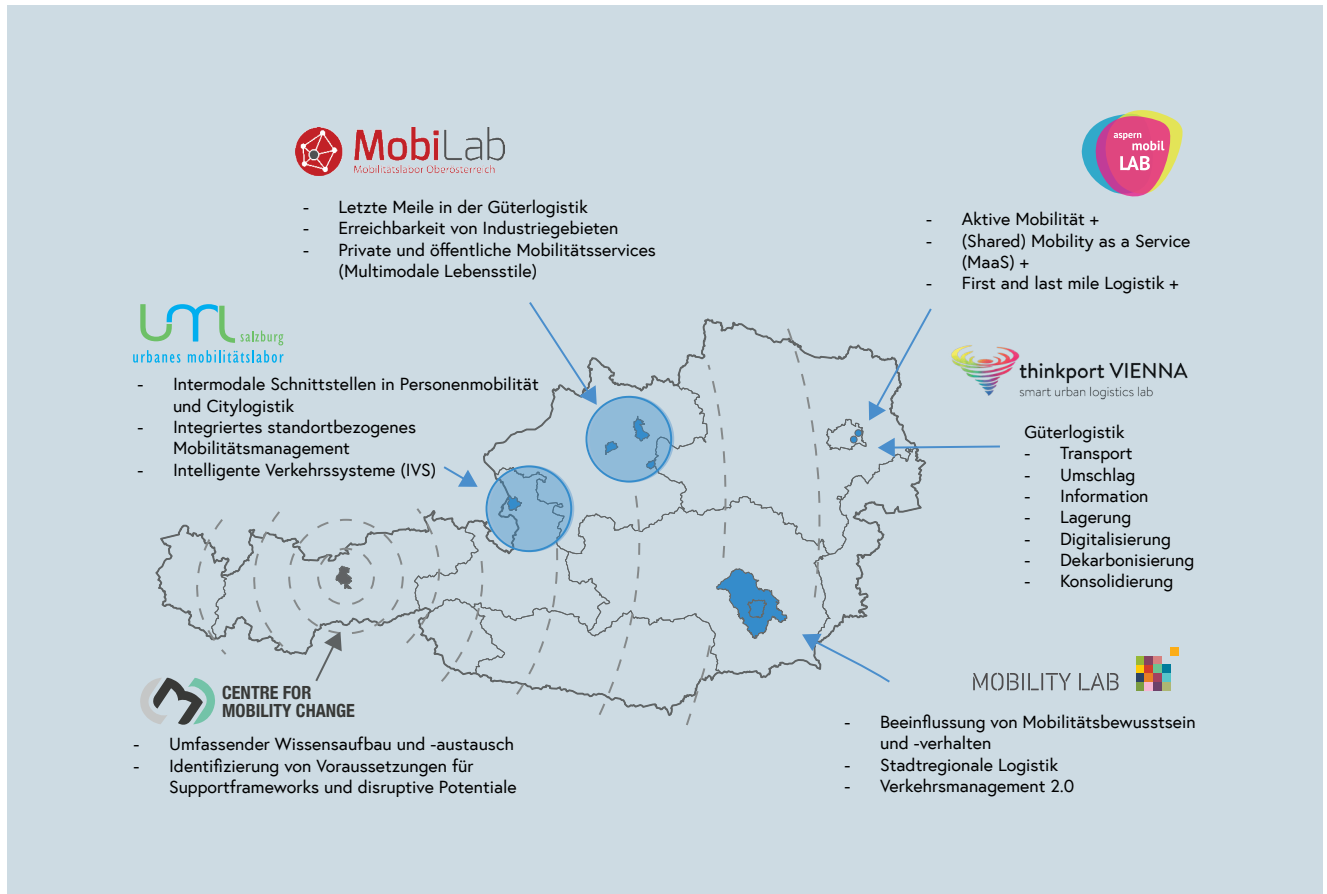 MobiLab
Mobilitätslabor Oberösterreich
- Letzte Meile in der Güterlogistik
- Erreichbarkeit von Industriegebieten
- Private und öffentliche Mobilitätsservices
(Multimodale Lebensstile)
aspern
mobil
LAB
- Aktive Mobilität +
- (Shared) Mobility as a Service
(MaaS) +
- First and last mile Logistik +
uml salzburg
urbanes mobilitätslabor
- Intermodale Schnittstellen in Personenmobilität
und Citylogistik
- Integriertes standortbezogenes
Mobilitätsmanagement
- Intelligente Verkehrssysteme (IVS)
thinkport VIENNA
smart urban logistics lab
Güterlogistik
- Transport
- Umschlag
- Information
- Lagerung
- Digitalisierung
- Dekarbonisierung
- Konsolidierung
CENTRE FOR
MOBILITY CHANGE
- Umfassender Wissensaufbau und -austausch
- Identifizierung von Voraussetzungen für
Supportframeworks und disruptive Potentiale
MOBILITY LAB
- Beeinflussung von Mobilitätsbewusstsein
und -verhalten
- Stadtregionale Logistik
- Verkehrsmanagement 2.0